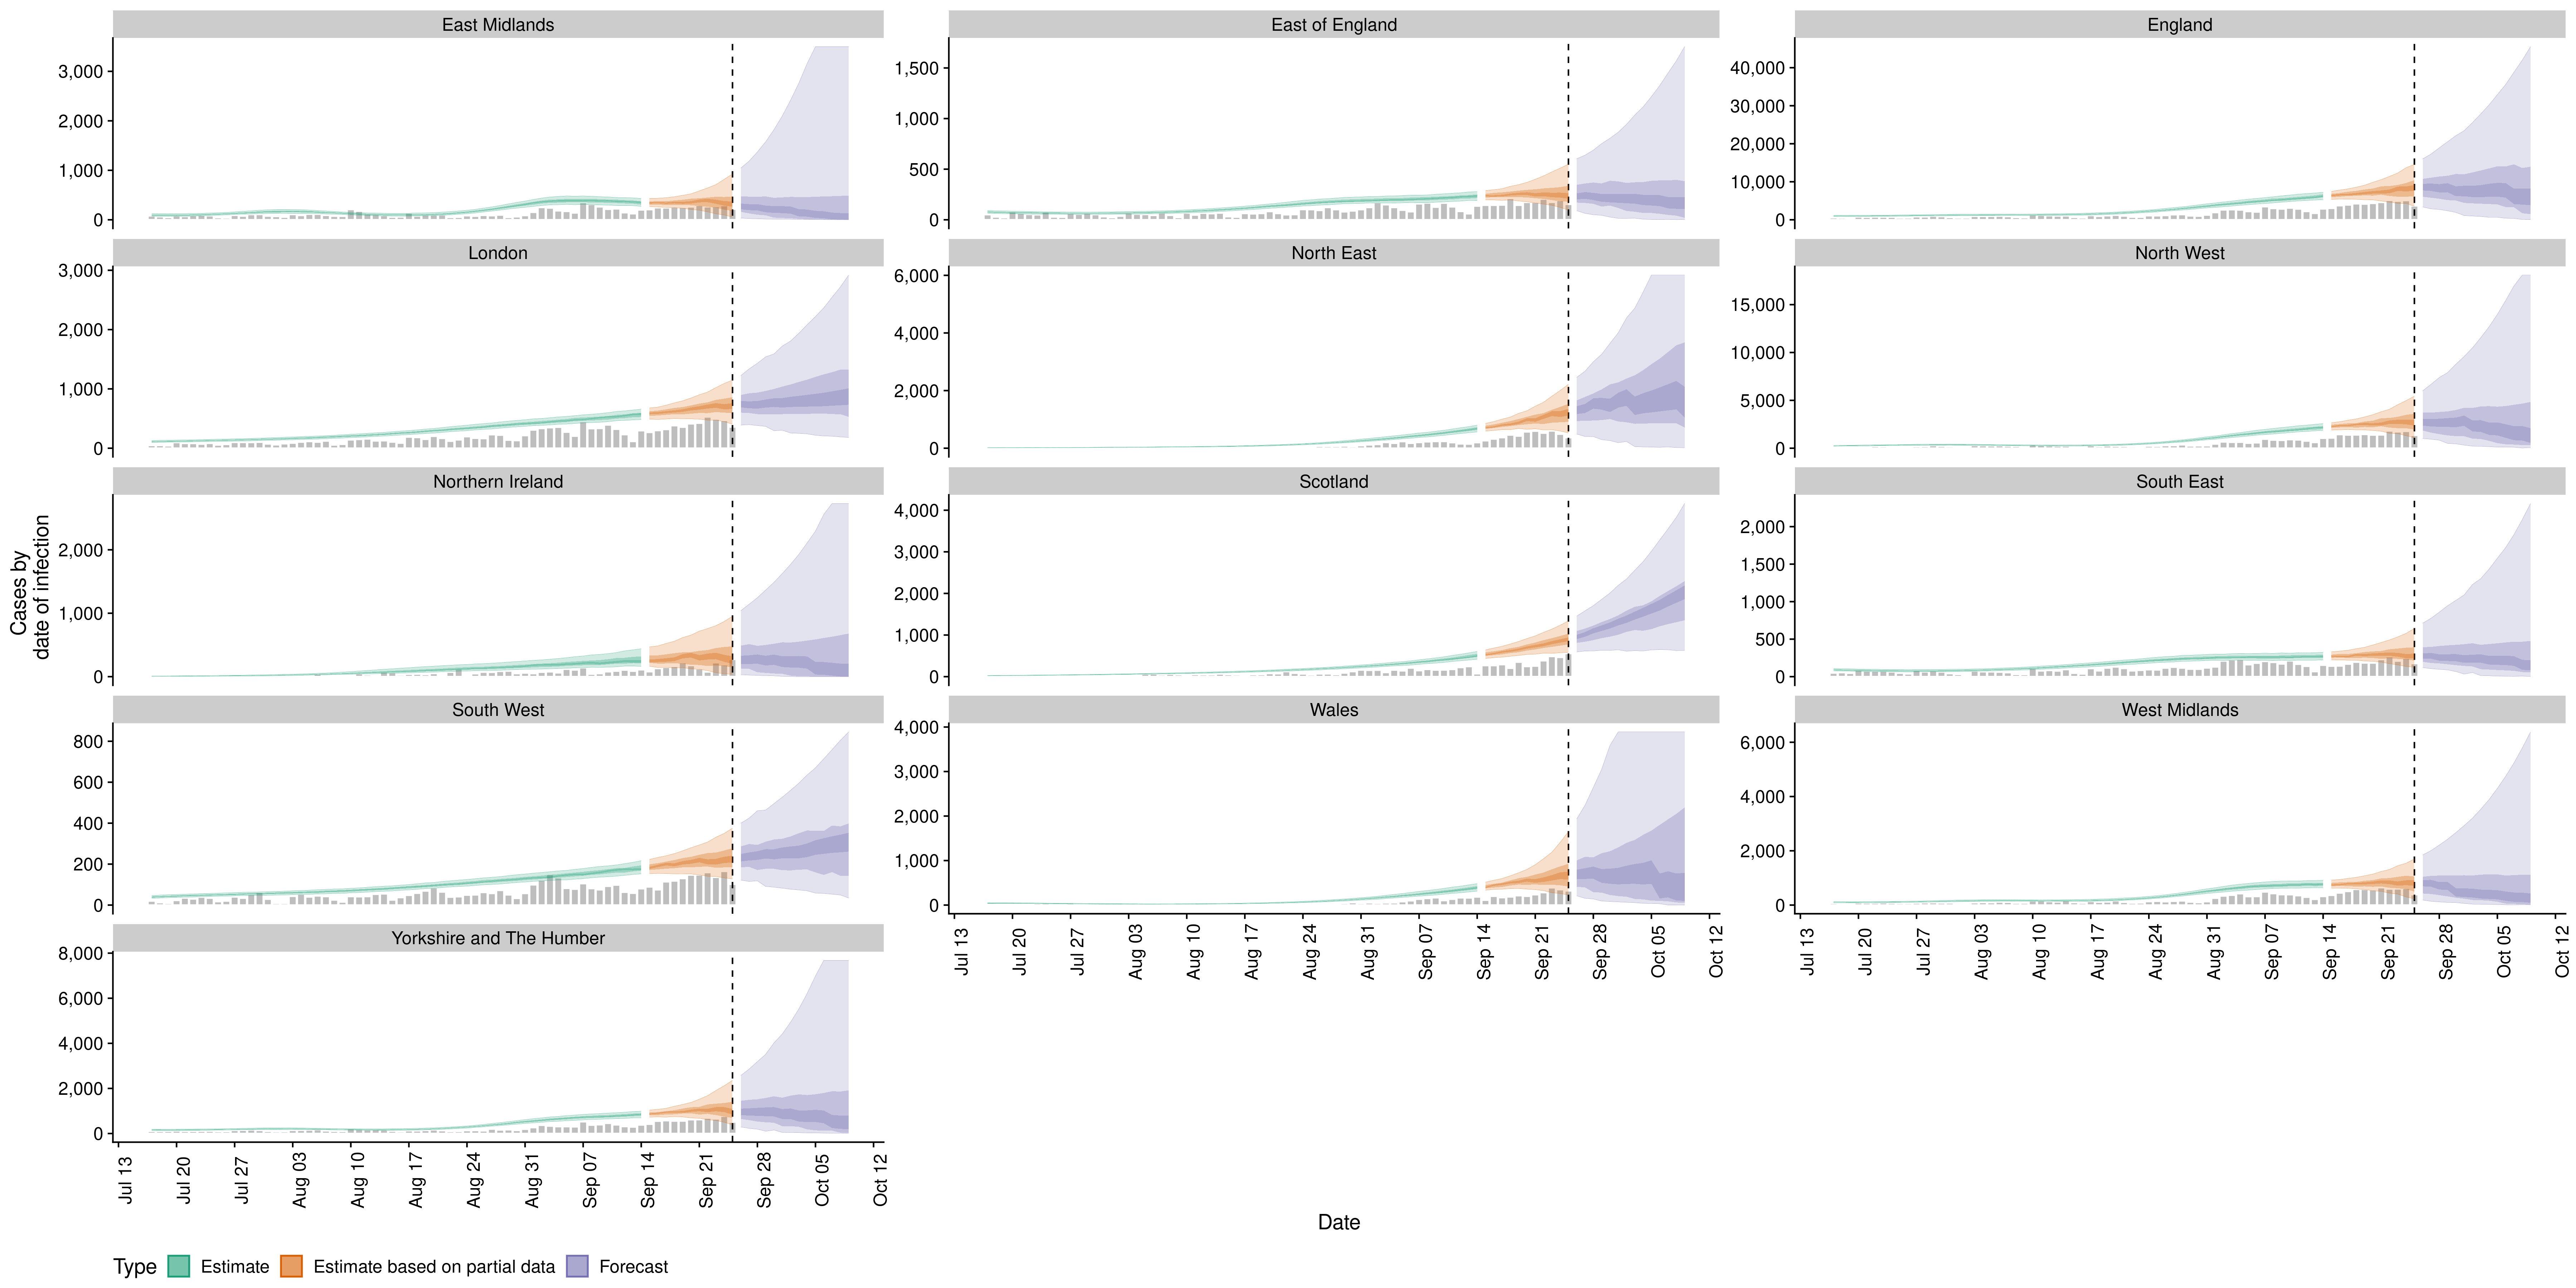 East Midlands
East of England
England
3,000
2,000
1,000
0
1,500
1,000
500
0
40,000
30,000
20,000
10,000
0
London
North East
North West
3,000
2,000
1,000
0
6,000
4,000
2,000
0
15,000
10,000
5,000
0
Northern Ireland
Scotland
South East
2,000
1,000
0
4,000
3,000
2,000
1,000
0
2,000
1,500
1,000
500
0
Cases by
date of infection
South West
Wales
West Midlands
800
600
400
200
0
4,000
3,000
2,000
1,000
0
6,000
4,000
2,000
0
Jul 13
Jul 20
Jul 27
Aug 03
Aug 10
Aug 17
Aug 24
Aug 31
Sep 07
Sep 14
Sep 21
Sep 28
Oct 05
Oct 12
Jul 13
Jul 20
Jul 27
Aug 03
Aug 10
Aug 17
Aug 24
Aug 31
Sep 07
Sep 14
Sep 21
Sep 28
Oct 05
Oct 12
Yorkshire and The Humber
8,000
6,000
4,000
2,000
0
Jul 13
Jul 20
Jul 27
Aug 03
Aug 10
Aug 17
Aug 24
Aug 31
Sep 07
Sep 14
Sep 21
Sep 28
Oct 05
Oct 12
Date
Type Estimate Estimate based on partial data Forecast